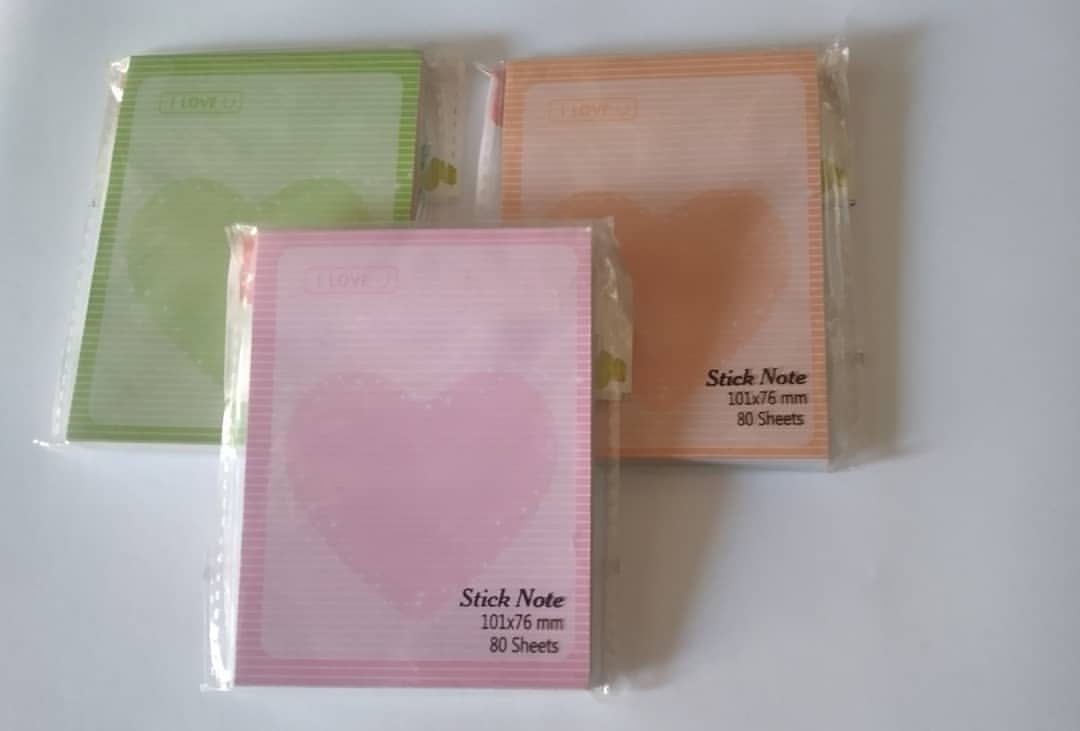 I LOVE U
I LOVE U
Stick Note
101x76 mm
80 Sheets
I LOVE U
Stick Note
101x76 mm
80 Sheets